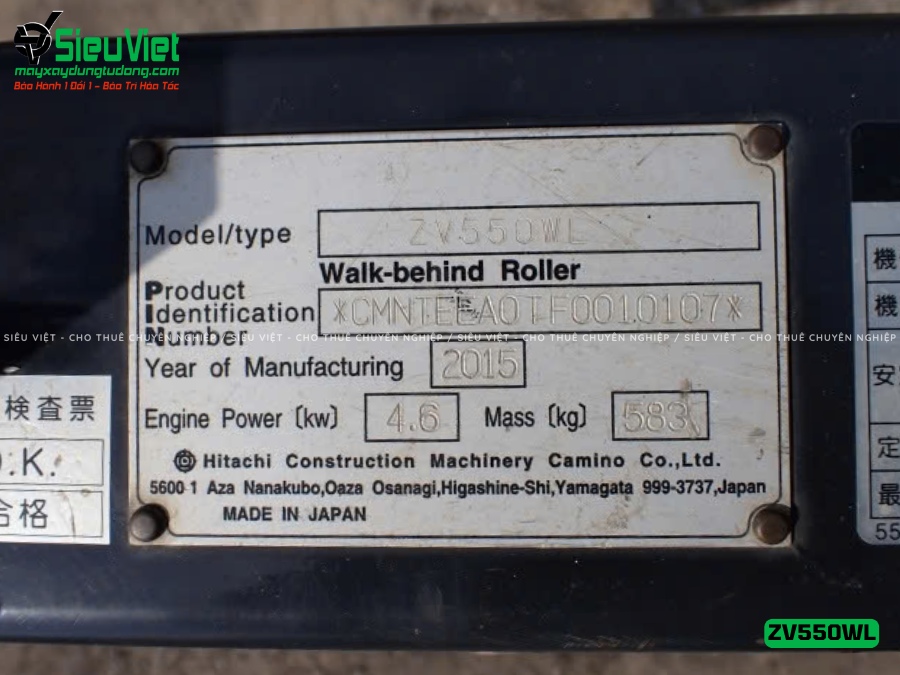 SieuViet
mayxaydungtudong.com
Bảo Hành 1 Đổi 1 - Bảo Trì Hỏa Tốc
Model/type ZV550WL
Walk-behind Roller
Product
Identification
Number
*CMNTEEA0TF0010107*
SIÊU VIỆT - CHO THUÊ CHUYÊN NGHIỆP / SIÊU VIỆT - CHO THUÊ CHUYÊN NGHIỆP / SIÊU VIỆT - CHO THUÊ CHUYÊN NGHIỆP / SIÊU VIỆT - CHO THUÊ CHUYÊN NGHIỆP
Year of Manufacturing 2015
Engine Power (kw) 4.6 Mass (kg) 583
Hitachi Construction Machinery Camino Co.,Ltd.
5600-1 Aza Nanakubo,Oaza Osanagi,Higashine-Shi,Yamagata 999-3737,Japan
MADE IN JAPAN
検査票
.K.
合格
機
機
安
定
最
55
ZV550WL